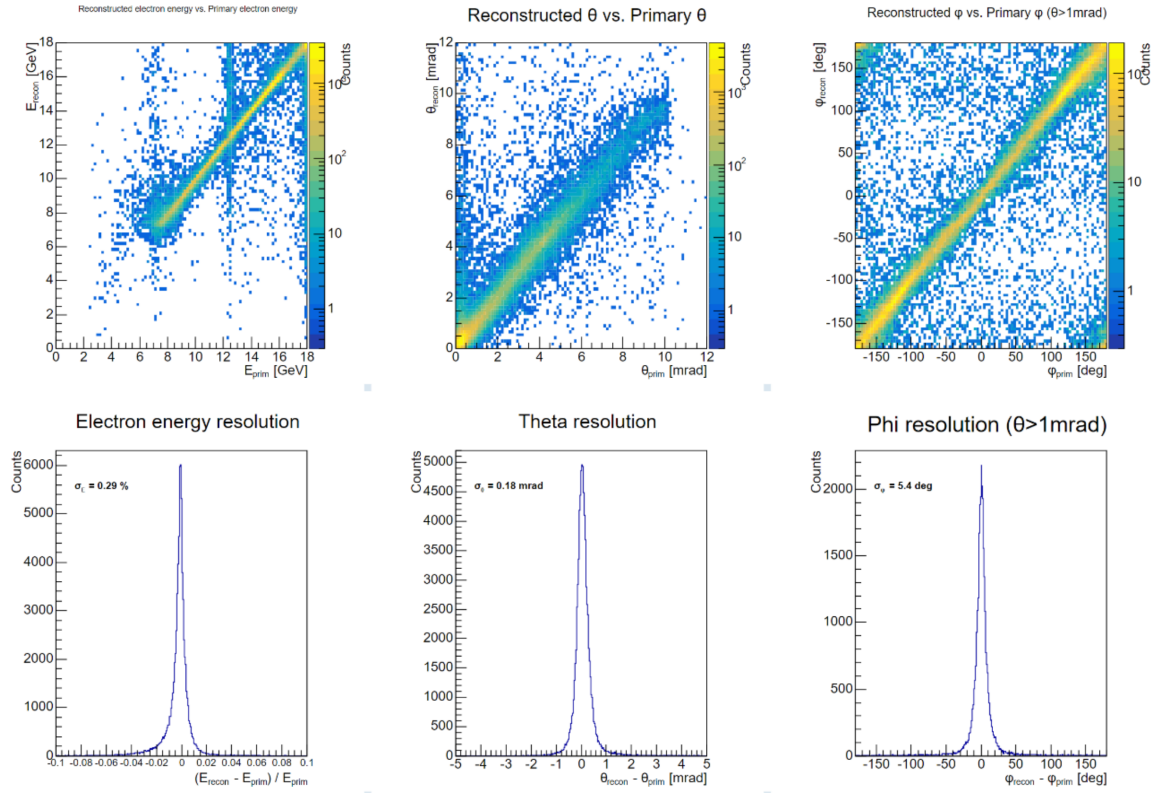 Reconstructed electron energy vs. Primary electron energy
E_recon [GeV]
18
16
14
12
10
8
6
4
2
0
0 2 4 6 8 10 12 14 16 18
E_prim [GeV]
Counts
10³
10²
10
1
Reconstructed θ vs. Primary θ
θ_recon [mrad]
12
10
8
6
4
2
0
0 2 4 6 8 10 12
θ_prim [mrad]
Counts
10³
10²
10
1
Reconstructed φ vs. Primary φ (θ>1mrad)
φ_recon [deg]
150
100
50
0
-50
-100
-150
-150 -100 -50 0 50 100 150
φ_prim [deg]
Counts
10²
10
1
Electron energy resolution
Counts
6000
5000
4000
3000
2000
1000
0
σ_E = 0.29 %
-0.1 -0.08 -0.06 -0.04 -0.02 0 0.02 0.04 0.06 0.08 0.1
(E_recon - E_prim) / E_prim
Theta resolution
Counts
5000
4500
4000
3500
3000
2500
2000
1500
1000
500
0
σ_θ = 0.18 mrad
-5 -4 -3 -2 -1 0 1 2 3 4 5
θ_recon - θ_prim [mrad]
Phi resolution (θ>1mrad)
Counts
2000
1500
1000
500
0
σ_φ = 5.4 deg
-150 -100 -50 0 50 100 150
φ_recon - φ_prim [deg]